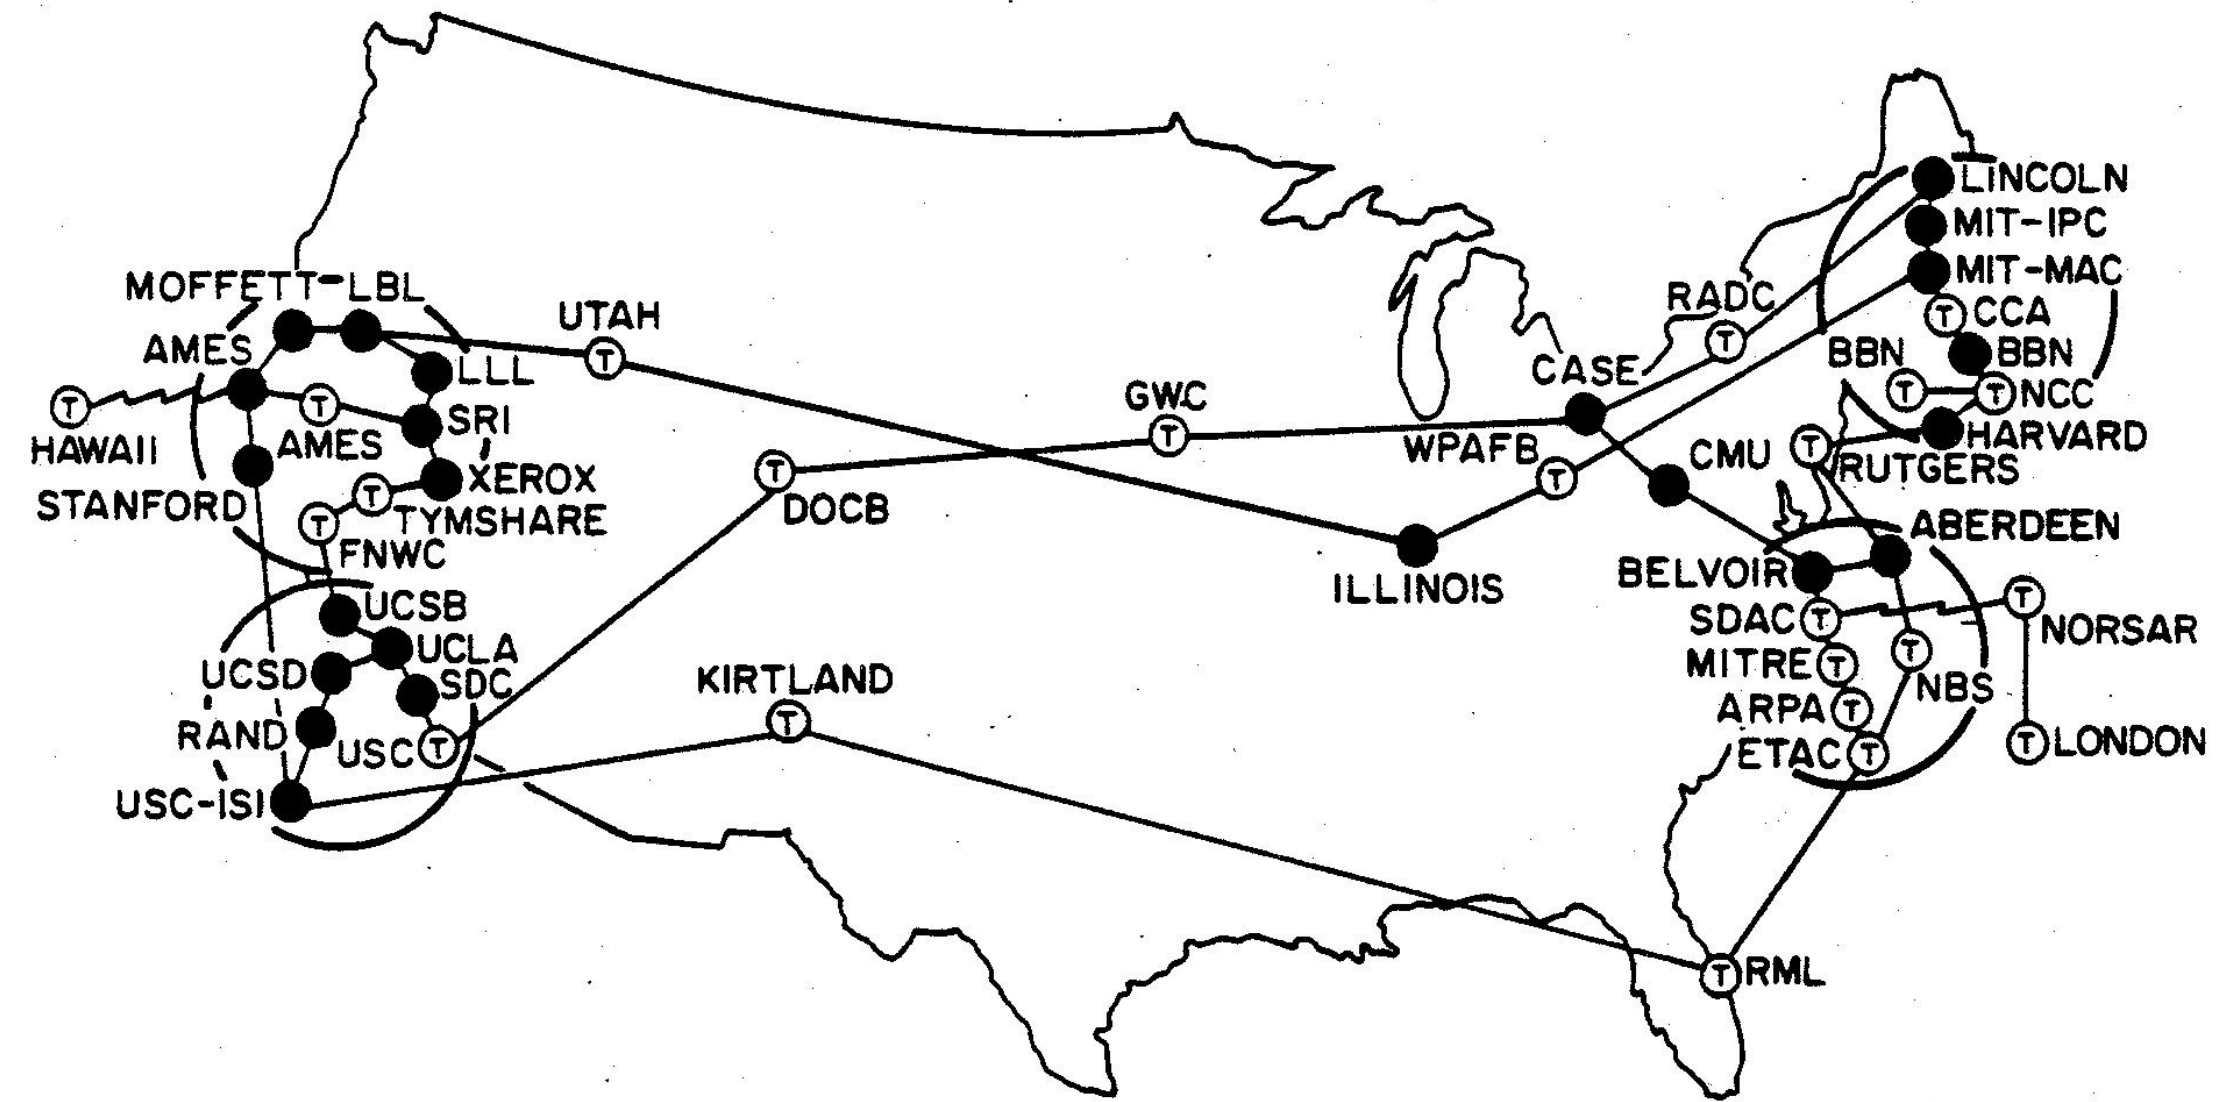 LINCOLN
MIT-IPC
MIT-MAC
MOFFETT-LBL
RADC
UTAH
T
CCA
T
T
AMES
BBN
BBN
LLL
CASE
T
HAWAII
T
AMES
SRI
GWC
T
T
T
NCC
HARVARD
WPAFB
T
CMU
T
RUTGERS
STANFORD
XEROX
T
TYMSHARE
T
FNWC
T
DOCB
ILLINOIS
ABERDEEN
BELVOIR
UCSB
SDAC
T
T
NORSAR
UCLA
UCSD
SDC
MITRE
T
T
NBS
KIRTLAND
T
ARPA
T
RAND
USC
T
ETAC
T
T
LONDON
USC-ISI
T
RML